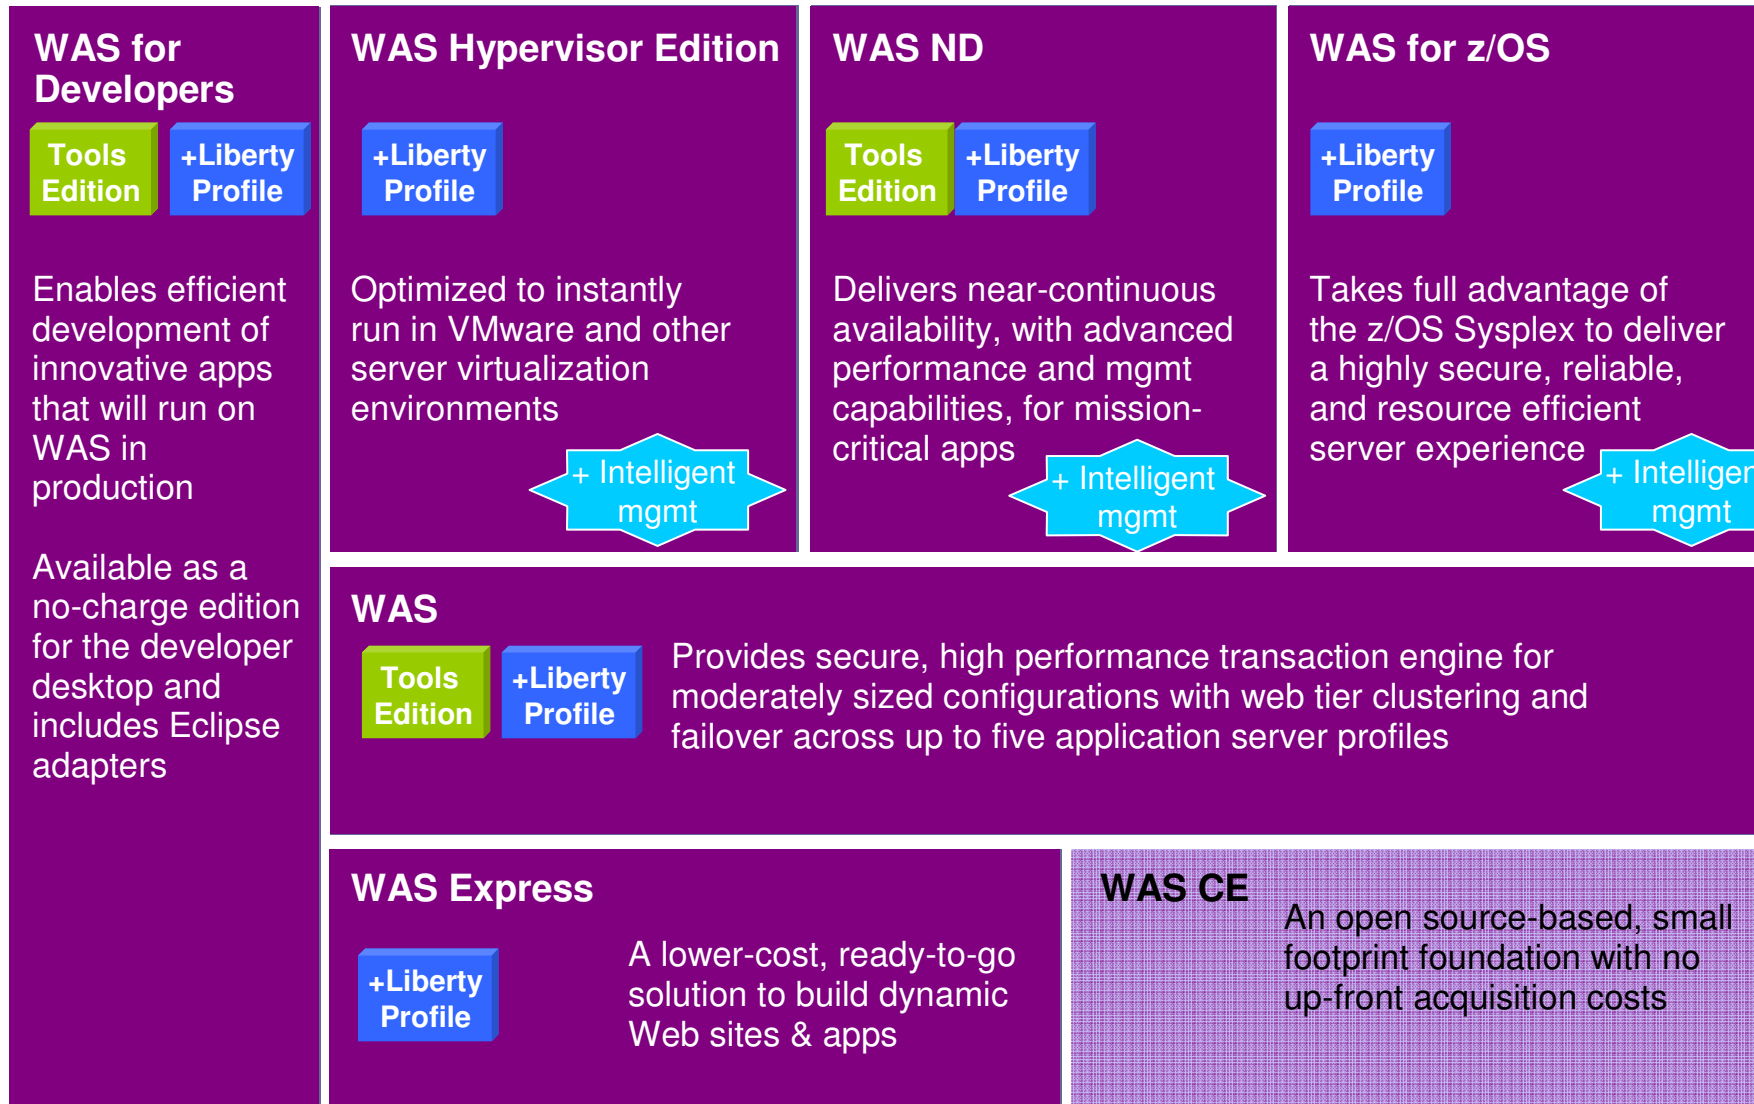 WAS for
Developers
Tools
Edition
+Liberty
Profile
Enables efficient
development of
innovative apps
that will run on
WAS in
production
Available as a
no-charge edition
for the developer
desktop and
includes Eclipse
adapters
WAS Hypervisor Edition
+Liberty
Profile
Optimized to instantly
run in VMware and other
server virtualization
environments
+ Intelligent
mgmt
WAS ND
Tools
Edition
+Liberty
Profile
Delivers near-continuous
availability, with advanced
performance and mgmt
capabilities, for mission-
critical apps
+ Intelligent
mgmt
WAS for z/OS
+Liberty
Profile
Takes full advantage of
the z/OS Sysplex to deliver
a highly secure, reliable,
and resource efficient
server experience
+ Intelligen
mgmt
WAS
Tools
Edition
+Liberty
Profile
Provides secure, high performance transaction engine for
moderately sized configurations with web tier clustering and
failover across up to five application server profiles
WAS Express
+Liberty
Profile
A lower-cost, ready-to-go
solution to build dynamic
Web sites & apps
WAS CE
An open source-based, small
footprint foundation with no
up-front acquisition costs